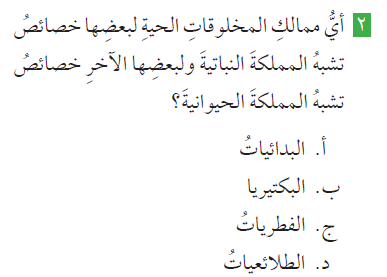 ٢ أيُّ ممالكِ المخلوقاتِ الحيةِ لبعضِها خصائصُ
تشبهُ المملكةَ النباتيةَ ولبعضِها الآخرِ خصائصُ
تشبهُ المملكةَ الحيوانيةَ؟
أ. البدائياتُ
ب. البكتيريا
ج. الفطرياتُ
د. الطلائعياتُ